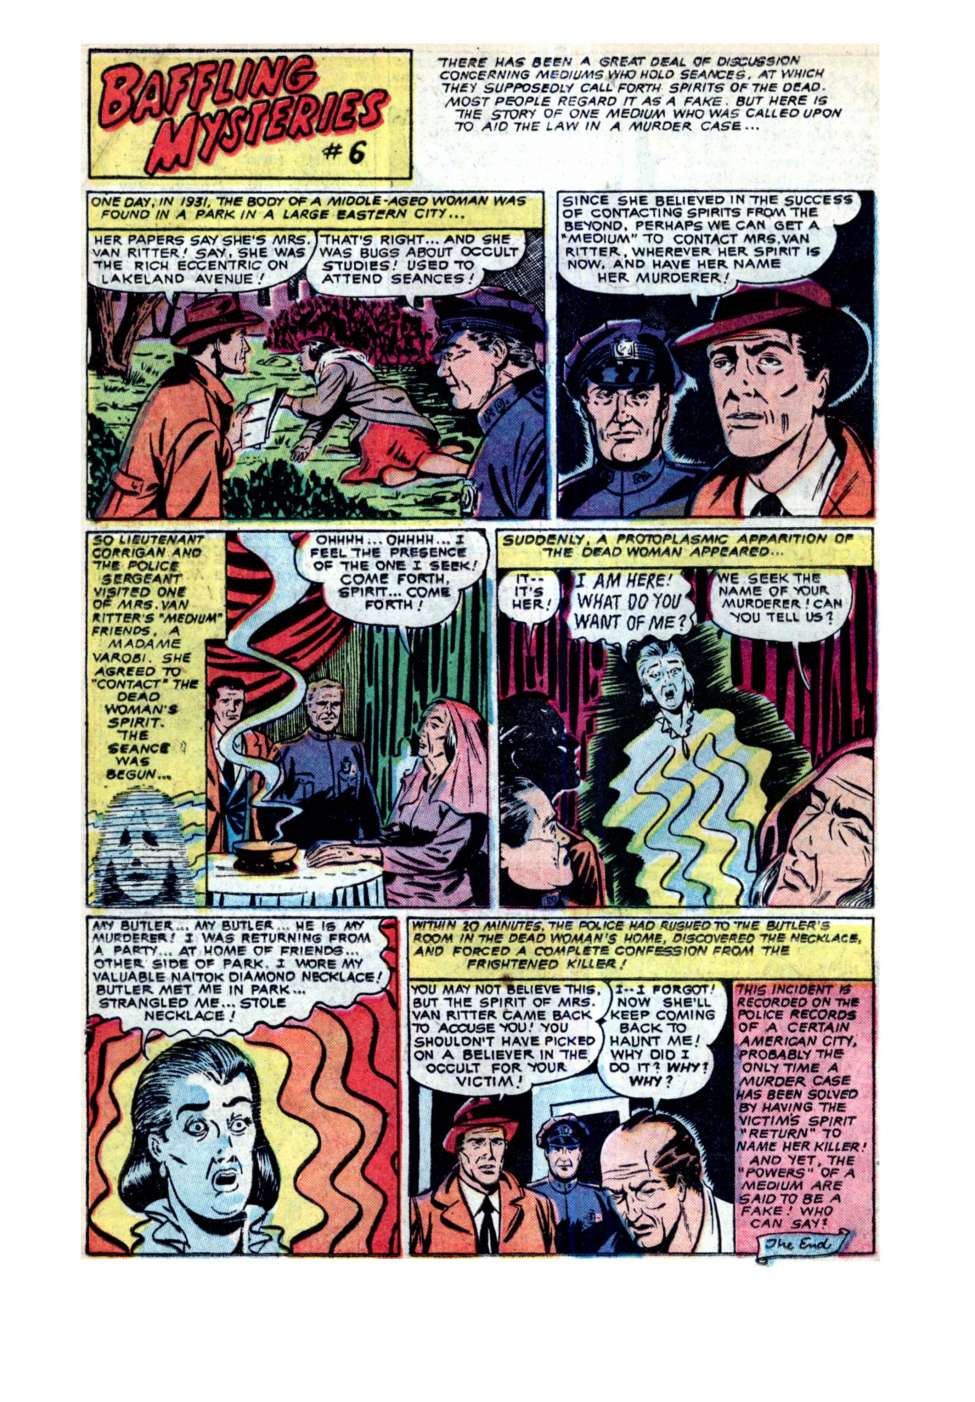 BAFFLING
MYSTERIES
# 6
THERE HAS BEEN A GREAT DEAL OF DISCUSSION
CONCERNING MEDIUMS WHO HOLD SEANCES, AT WHICH
THEY SUPPOSEDLY CALL FORTH SPIRITS OF THE DEAD.
MOST PEOPLE REGARD IT AS A FAKE. BUT HERE IS
THE STORY OF ONE MEDIUM WHO WAS CALLED UPON
TO AID THE LAW IN A MURDER CASE...
ONE DAY, IN 1931, THE BODY OF A MIDDLE-AGED WOMAN WAS
FOUND IN A PARK IN A LARGE EASTERN CITY...
HER PAPERS SAY SHE'S MRS.
VAN RITTER! SAY, SHE WAS
THE RICH ECCENTRIC ON
LAKELAND AVENUE!
THAT'S RIGHT... AND SHE
WAS BUGS ABOUT OCCULT
STUDIES! USED TO
ATTEND SEANCES!
SINCE SHE BELIEVED IN THE SUCCESS
OF CONTACTING SPIRITS FROM THE
BEYOND, PERHAPS WE CAN GET A
"MEDIUM" TO CONTACT MRS. VAN
RITTER, WHEREVER HER SPIRIT IS
NOW, AND HAVE HER NAME
HER MURDERER!
SO LIEUTENANT
CORRIGAN AND
THE POLICE
SERGEANT
VISITED ONE
OF MRS. VAN
RITTER'S "MEDIUM"
FRIENDS, A
MADAME
VAROBI. SHE
AGREED TO
"CONTACT" THE
DEAD
WOMAN'S
SPIRIT.
THE
SEANCE
WAS
BEGUN...
OHHHH... OHHHH... I
FEEL THE PRESENCE
OF THE ONE I SEEK!
COME FORTH,
SPIRIT... COME
FORTH!
SUDDENLY, A PROTOPLASMIC APPARITION OF
THE DEAD WOMAN APPEARED...
IT--
IT'S
HER!
I AM HERE!
WHAT DO YOU
WANT OF ME?
WE SEEK THE
NAME OF YOUR
MURDERER! CAN
YOU TELL US?
MY BUTLER... MY BUTLER... HE IS MY
MURDERER! I WAS RETURNING FROM
A PARTY... AT HOME OF FRIENDS...
OTHER SIDE OF PARK. I WORE MY
VALUABLE NAITOK DIAMOND NECKLACE!
BUTLER MET ME IN PARK...
STRANGLED ME... STOLE
NECKLACE!
WITHIN 20 MINUTES, THE POLICE HAD RUSHED TO THE BUTLER'S
ROOM IN THE DEAD WOMAN'S HOME, DISCOVERED THE NECKLACE,
AND FORCED A COMPLETE CONFESSION FROM THE
FRIGHTENED KILLER!
YOU MAY NOT BELIEVE THIS,
BUT THE SPIRIT OF MRS.
VAN RITTER CAME BACK
TO ACCUSE YOU! YOU
SHOULDN'T HAVE PICKED
ON A BELIEVER IN THE
OCCULT FOR YOUR
VICTIM!
I--I FORGOT!
NOW SHE'LL
KEEP COMING
BACK TO
HAUNT ME!
WHY DID I
DO IT? WHY?
WHY?
THIS INCIDENT IS
RECORDED ON THE
POLICE RECORDS
OF A CERTAIN
AMERICAN CITY,
PROBABLY THE
ONLY TIME A
MURDER CASE
HAS BEEN SOLVED
BY HAVING THE
VICTIM'S SPIRIT
"RETURN" TO
NAME HER KILLER!
AND YET, THE
"POWERS" OF A
MEDIUM ARE
SAID TO BE A
FAKE! WHO
CAN SAY?
The End